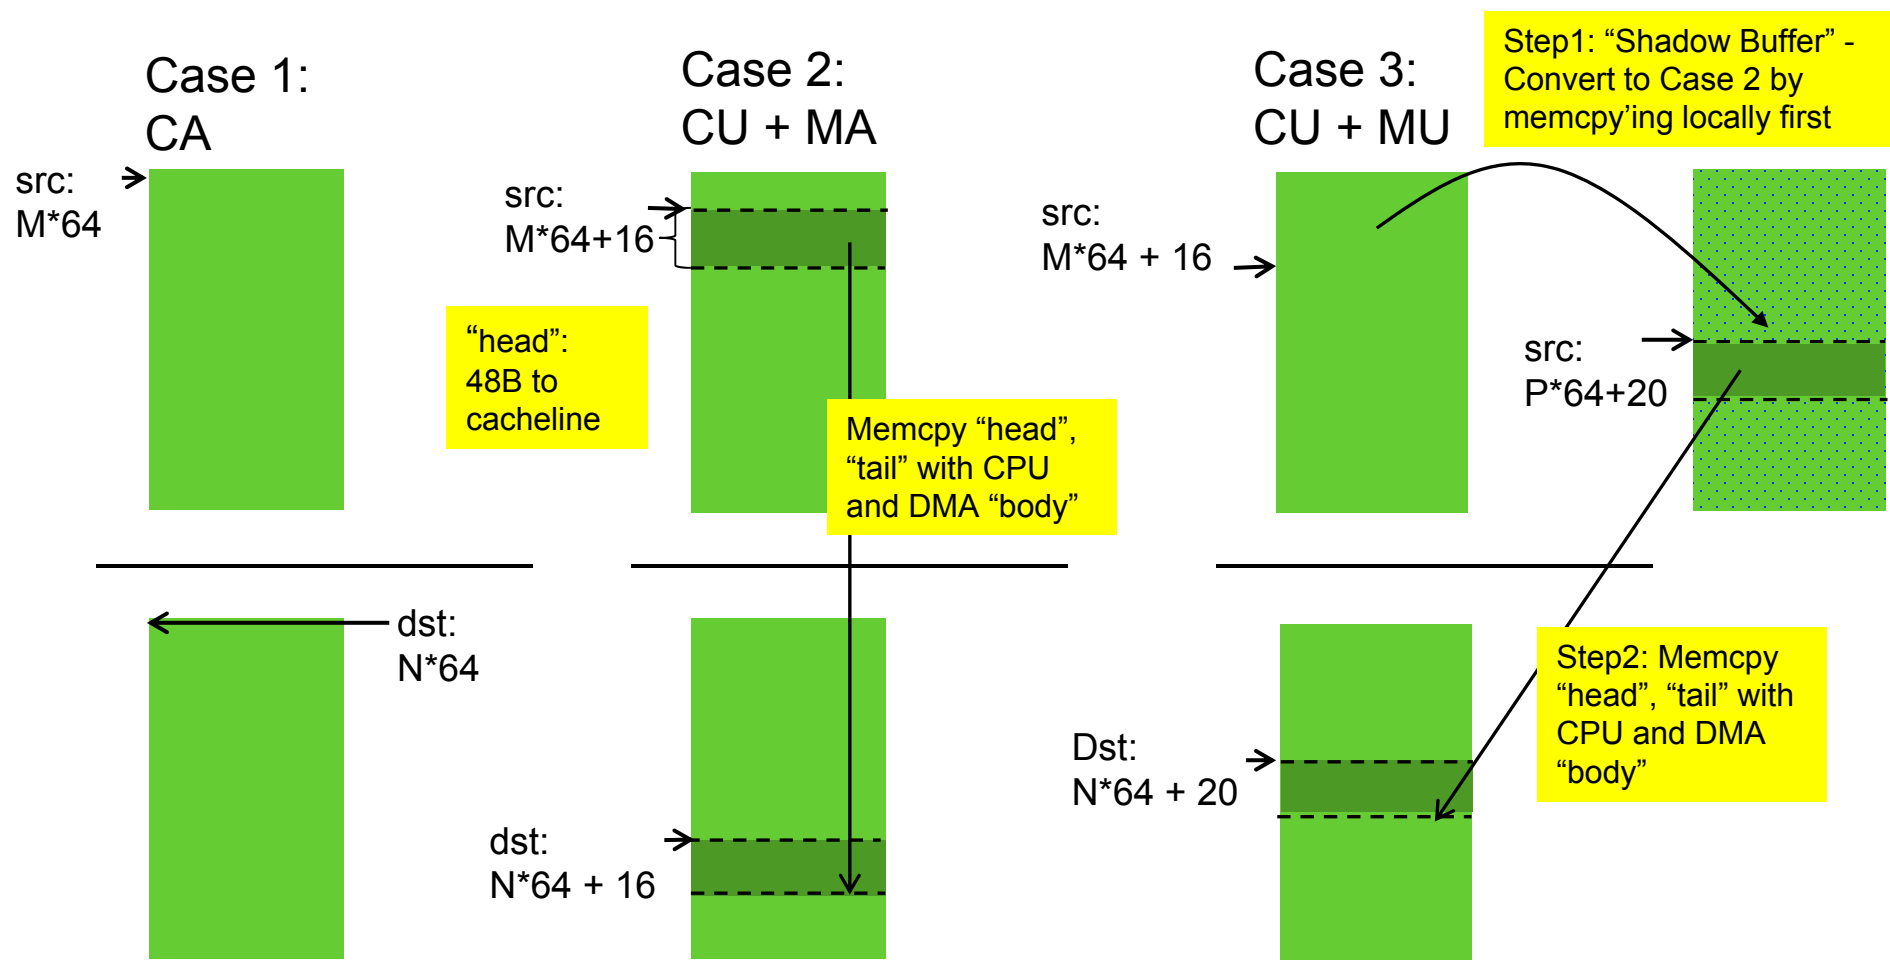 Case 1:
CA
src:
M*64
dst:
N*64
Case 2:
CU + MA
src:
M*64+16
“head”:
48B to
cacheline
Memcpy “head”,
“tail” with CPU
and DMA “body”
dst:
N*64 + 16
Case 3:
CU + MU
src:
M*64 + 16
Step1: “Shadow Buffer” -
Convert to Case 2 by
memcpy’ing locally first
src:
P*64+20
Dst:
N*64 + 20
Step2: Memcpy
“head”, “tail” with
CPU and DMA
“body”